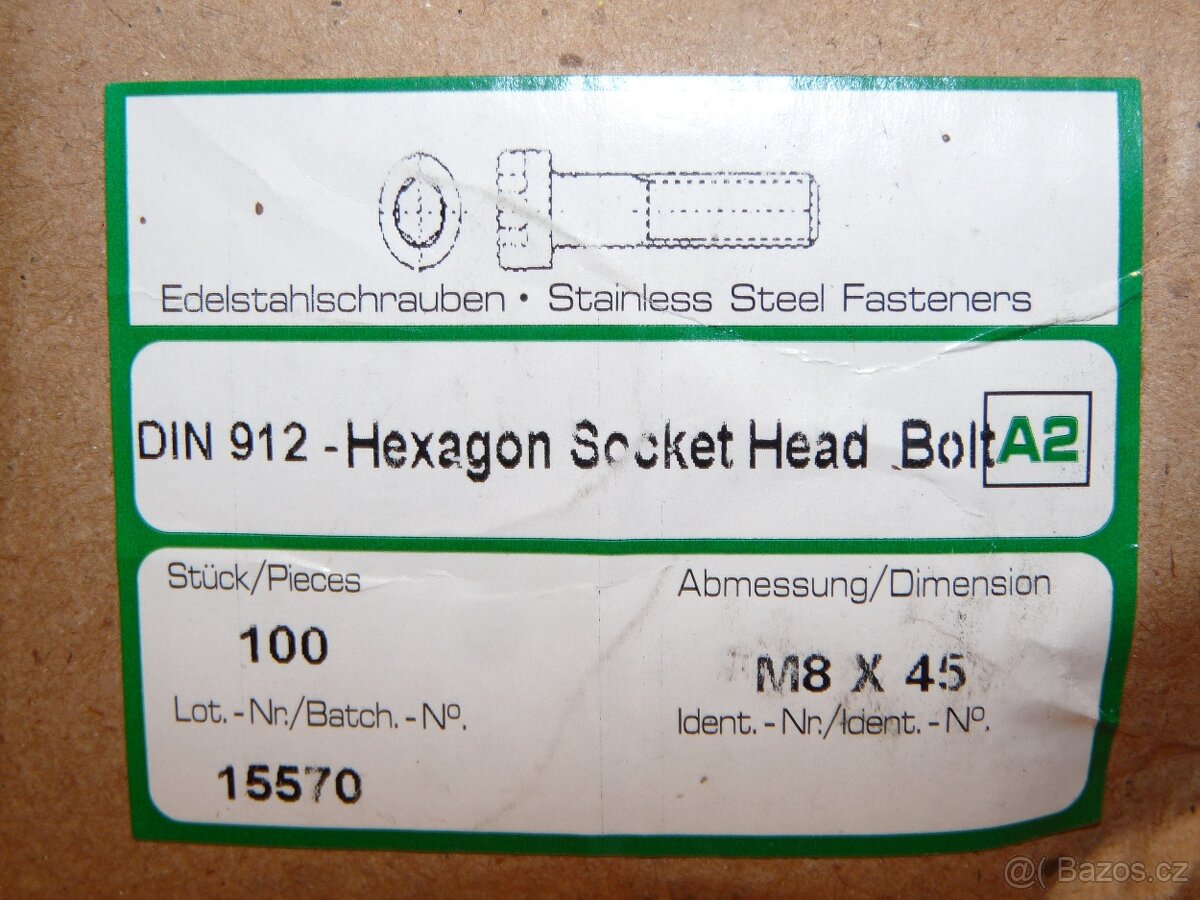 Edelstahlschrauben • Stainless Steel Fasteners
DIN 912 - Hexagon Socket Head Bolt A2
Stück/Pieces
Abmessung/Dimension
100
M8 X 45
Lot.-Nr./Batch.-Nº.
Ident.-Nr./Ident.-Nº.
15570
@( Bazos.cz